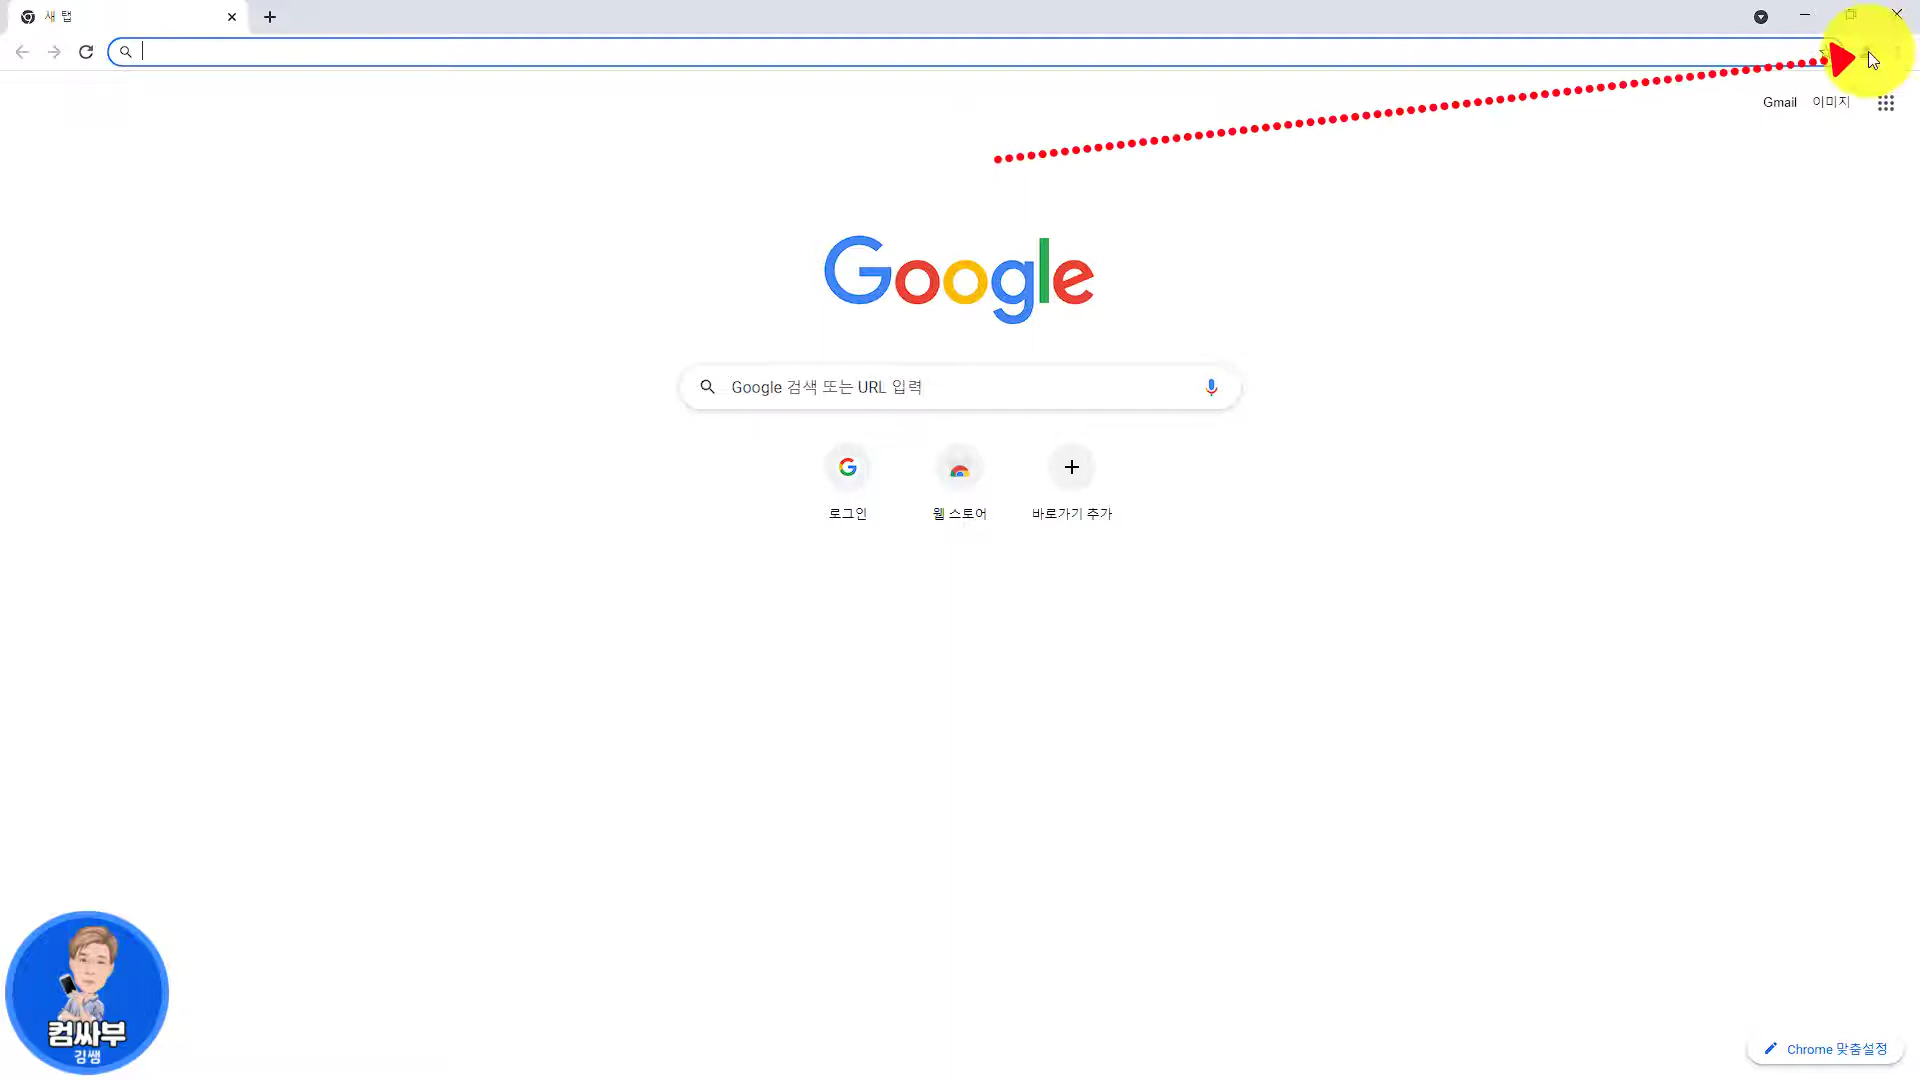 새 탭
Gmail 이미지
Google
Google 검색 또는 URL 입력
로그인
웹 스토어
바로가기 추가
컴싸부
김쌤
Chrome 맞춤설정